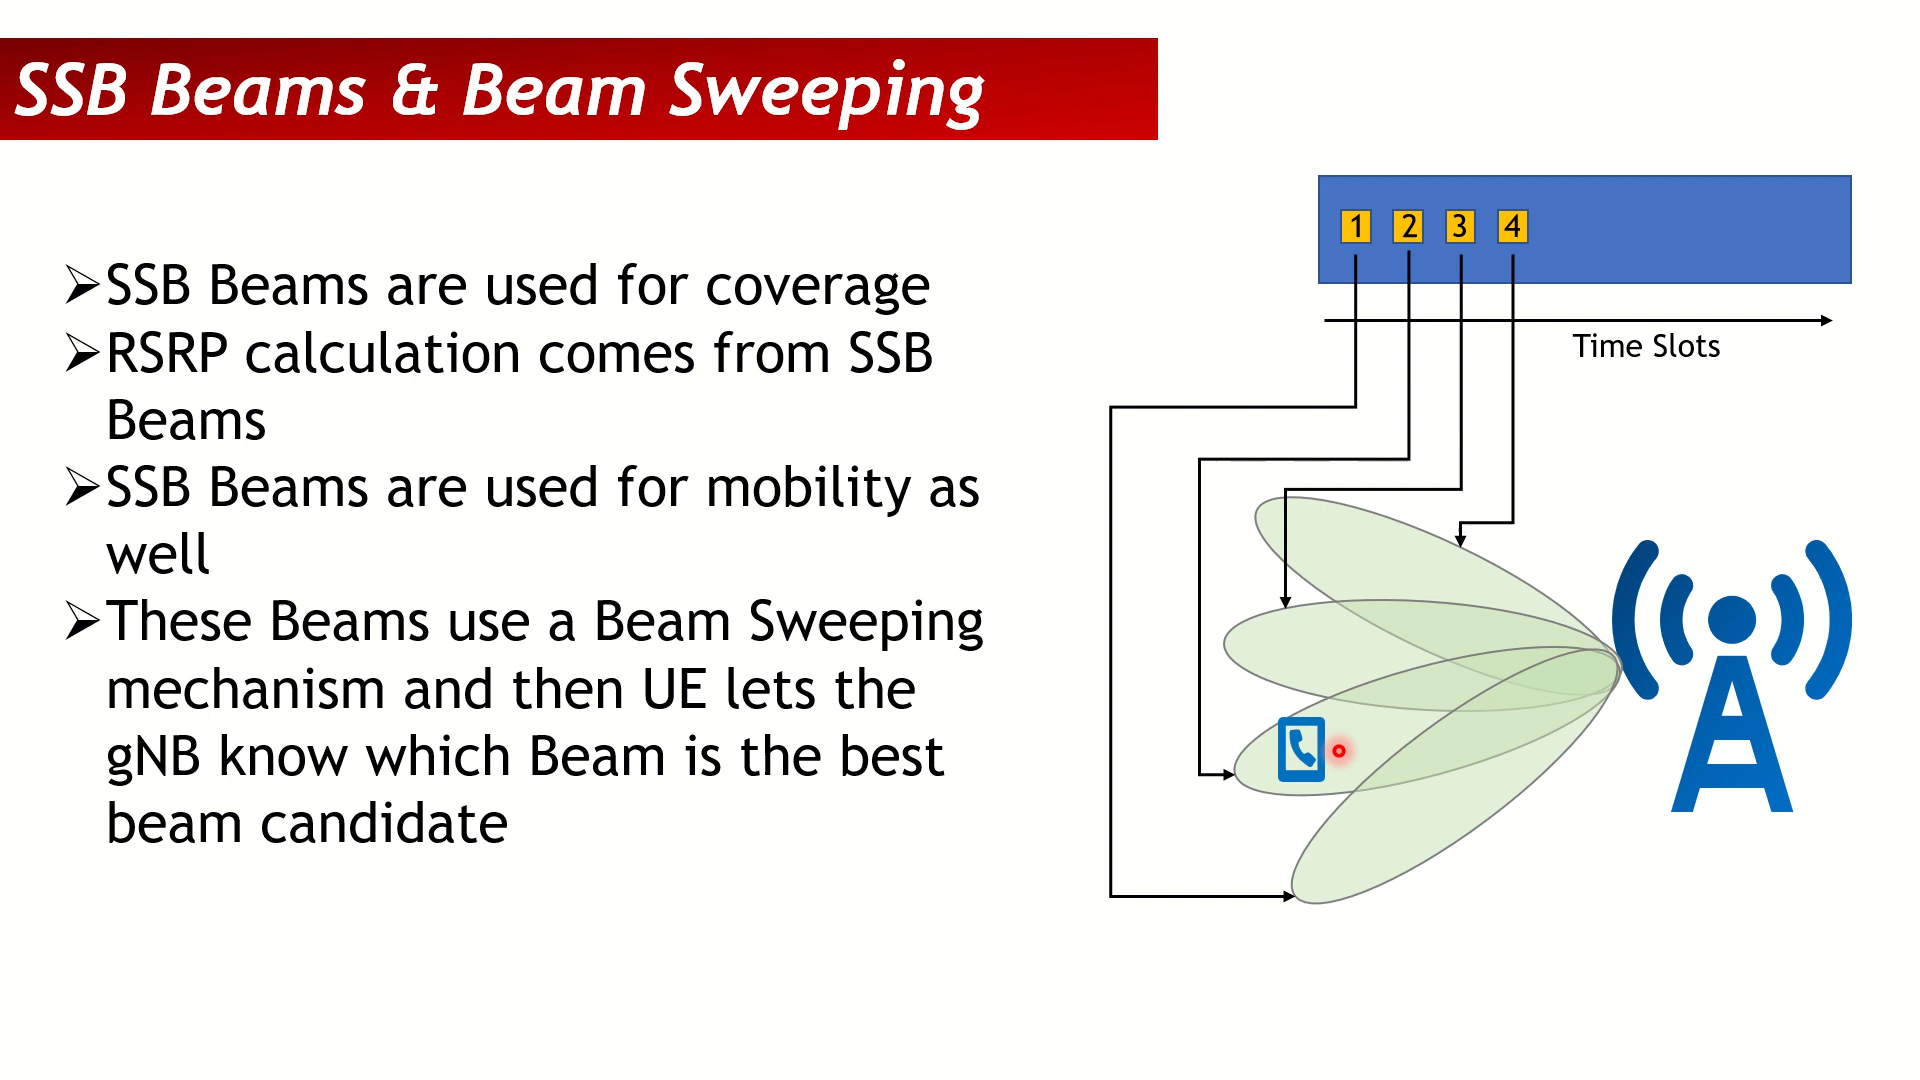 SSB Beams & Beam Sweeping
1 2 3 4
Time Slots
➢SSB Beams are used for coverage
➢RSRP calculation comes from SSB
Beams
➢SSB Beams are used for mobility as
well
➢These Beams use a Beam Sweeping
mechanism and then UE lets the
gNB know which Beam is the best
beam candidate